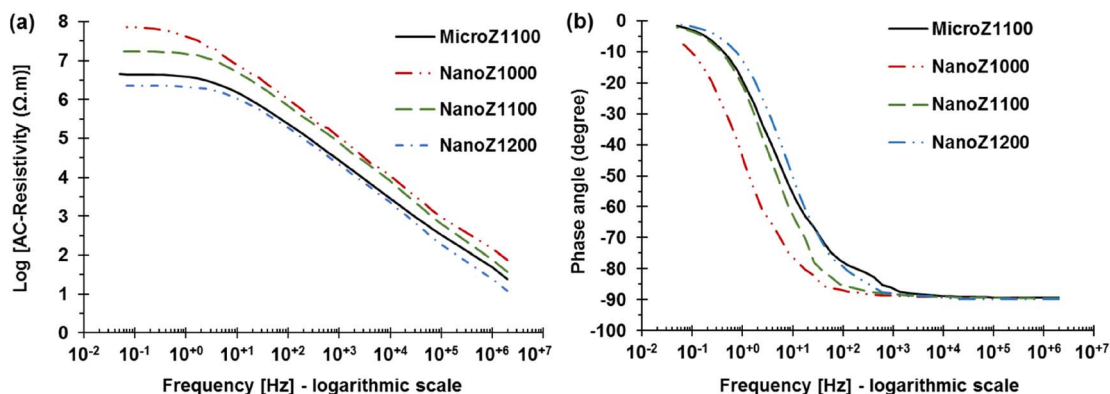 (a)
8
7
6
5
4
3
2
1
0
Log [AC-Resistivity (Ω.m)]
MicroZ1100
NanoZ1000
NanoZ1100
NanoZ1200
10⁻² 10⁻¹ 10⁺⁰ 10⁺¹ 10⁺² 10⁺³ 10⁺⁴ 10⁺⁵ 10⁺⁶ 10⁺⁷
Frequency [Hz] - logarithmic scale
(b)
0
-10
-20
-30
-40
-50
-60
-70
-80
-90
-100
Phase angle (degree)
MicroZ1100
NanoZ1000
NanoZ1100
NanoZ1200
10⁻² 10⁻¹ 10⁺⁰ 10⁺¹ 10⁺² 10⁺³ 10⁺⁴ 10⁺⁵ 10⁺⁶ 10⁺⁷
Frequency [Hz] - logarithmic scale